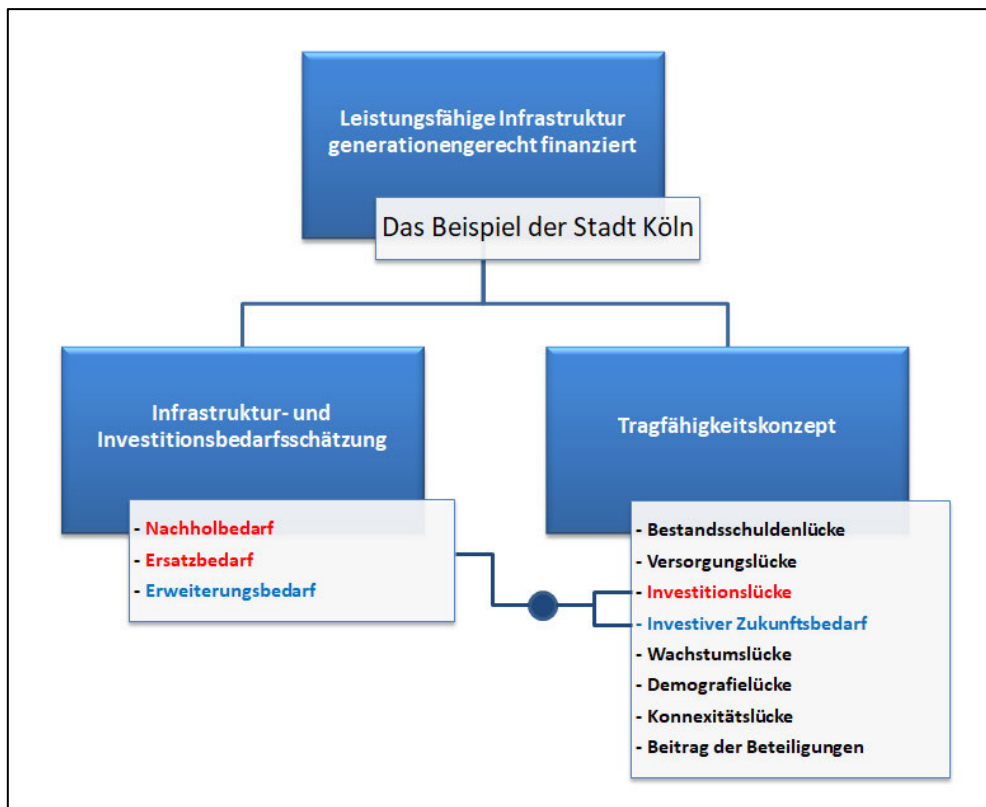 Leistungsfähige Infrastruktur
generationengerecht finanziert
Das Beispiel der Stadt Köln
Infrastruktur- und
Investitionsbedarfsschätzung
- Nachholbedarf
- Ersatzbedarf
- Erweiterungsbedarf
Tragfähigkeitskonzept
- Bestandsschuldenlücke
- Versorgungslücke
- Investitionslücke
- Investiver Zukunftsbedarf
- Wachstumslücke
- Demografielücke
- Konnexitätslücke
- Beitrag der Beteiligungen